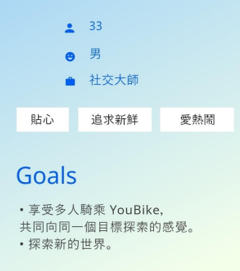 33
男
社交大師
貼心 追求新鮮 愛熱鬧
Goals
• 享受多人騎乘 YouBike,
共同向同一個目標探索的感覺。
• 探索新的世界。